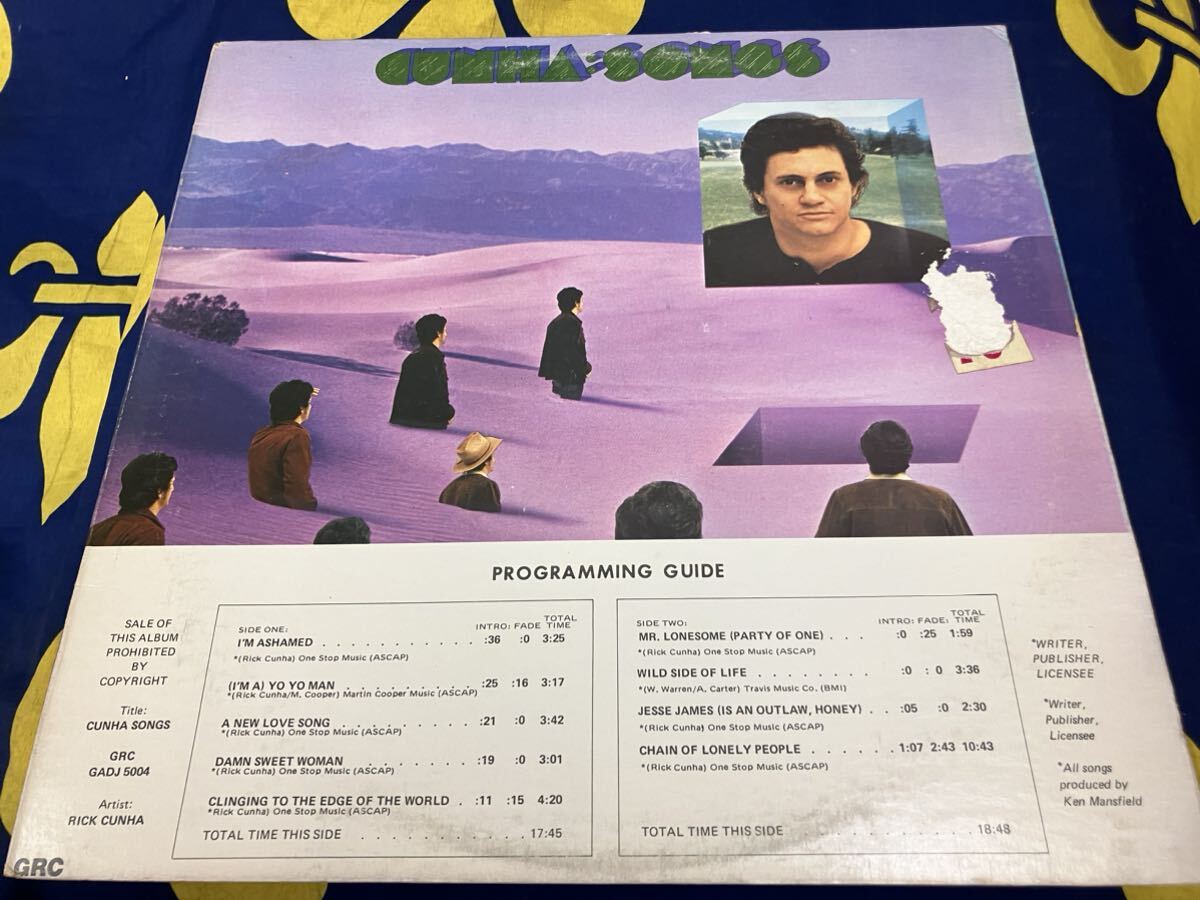 CUNHA:SONGS
PROGRAMMING GUIDE
SALE OF
THIS ALBUM
PROHIBITED
BY
COPYRIGHT
Title:
CUNHA SONGS
GRC
GADJ 5004
Artist:
RICK CUNHA
GRC
SIDE ONE: INTRO: FADE TOTAL TIME
I'M ASHAMED . . . . . . . . . . . :36 :0 3:25
*(Rick Cunha) One Stop Music (ASCAP)
(I'M A) YO YO MAN . . . . . . . . . . :25 :16 3:17
*(Rick Cunha/M. Cooper) Martin Cooper Music (ASCAP)
A NEW LOVE SONG . . . . . . . . . . :21 :0 3:42
*(Rick Cunha) One Stop Music (ASCAP)
DAMN SWEET WOMAN . . . . . . . :19 :0 3:01
*(Rick Cunha) One Stop Music (ASCAP)
CLINGING TO THE EDGE OF THE WORLD . :11 :15 4:20
*Rick Cunha) One Stop Music (ASCAP)
TOTAL TIME THIS SIDE . . . . . . . . . . . 17:45
SIDE TWO: INTRO: FADE: TOTAL TIME
MR. LONESOME (PARTY OF ONE) . . . :0 :25 1:59
*(Rick Cunha) One Stop Music (ASCAP)
WILD SIDE OF LIFE . . . . . . . . :0 : 0 3:36
*(W. Warren/A. Carter) Travis Music Co. (BMI)
JESSE JAMES (IS AN OUTLAW, HONEY) . . :05 :0 2:30
*(Rick Cunha) One Stop Music (ASCAP)
CHAIN OF LONELY PEOPLE . . . . . . 1:07 2:43 10:43
*(Rick Cunha) One Stop Music (ASCAP)
TOTAL TIME THIS SIDE . . . . . . . . . . . . 18:48
*WRITER,
PUBLISHER,
LICENSEE
*Writer,
Publisher,
Licensee
*All songs
produced by
Ken Mansfield